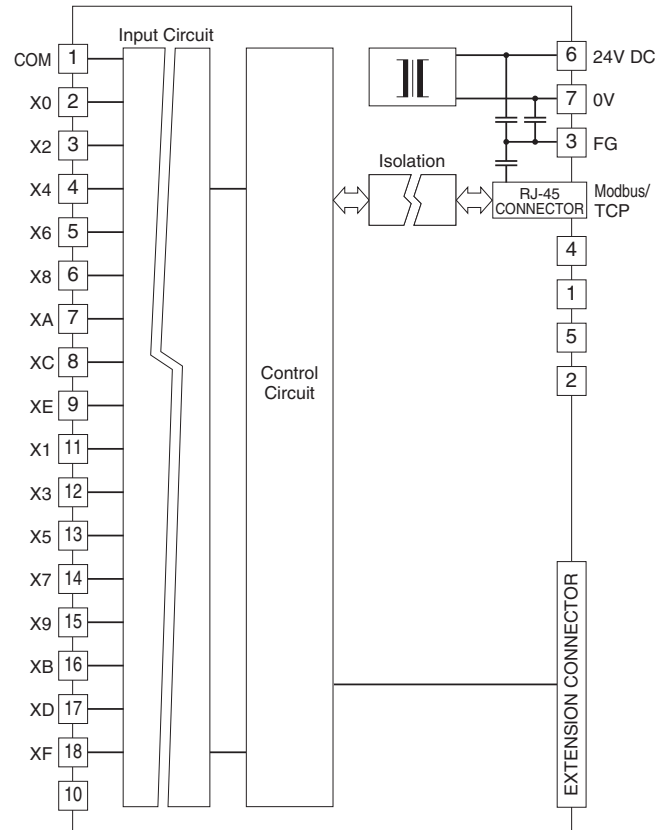 Input Circuit
COM 1
X0 2
X2 3
X4 4
X6 5
X8 6
XA 7
XC 8
XE 9
X1 11
X3 12
X5 13
X7 14
X9 15
XB 16
XD 17
XF 18
10
Control
Circuit
Isolation
6 24V DC
7 0V
3 FG
RJ-45
CONNECTOR
Modbus/
TCP
4
1
5
2
EXTENSION CONNECTOR